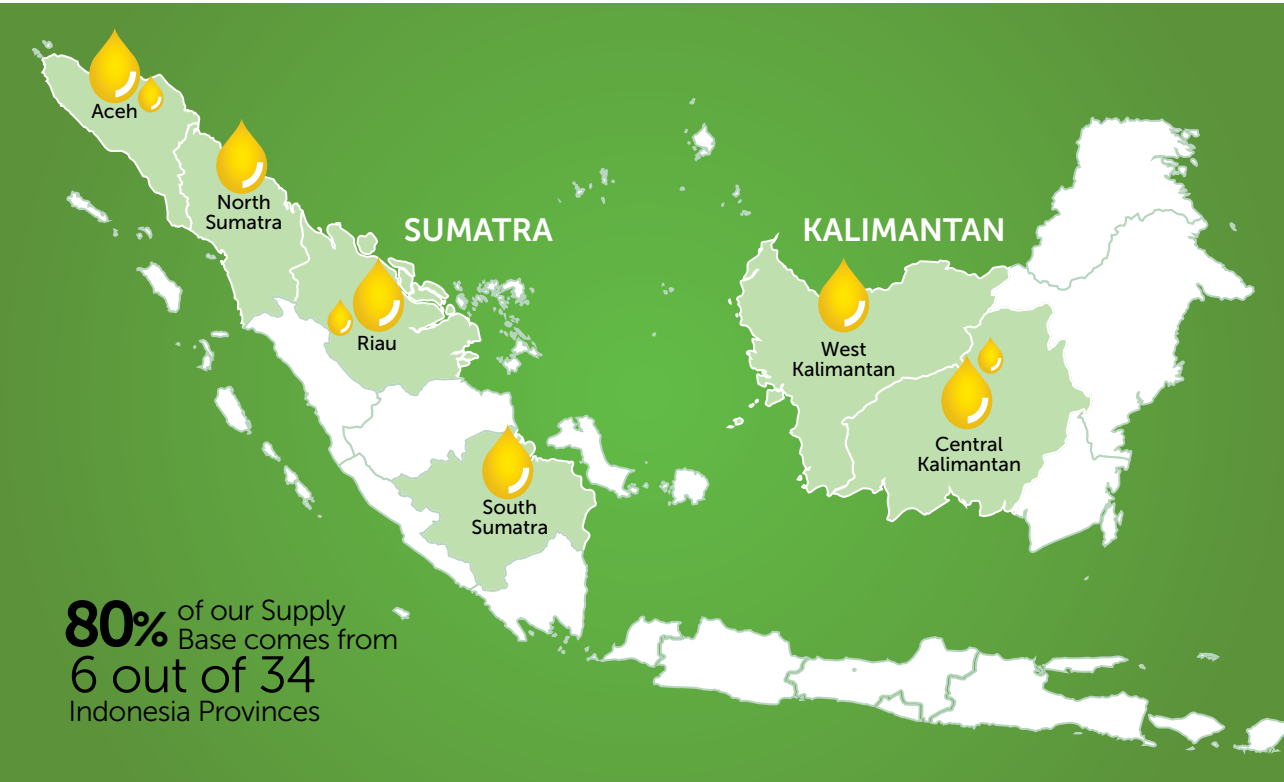 Aceh
North
Sumatra
SUMATRA
KALIMANTAN
Riau
West
Kalimantan
Central
Kalimantan
South
Sumatra
80% of our Supply
Base comes from
6 out of 34
Indonesia Provinces